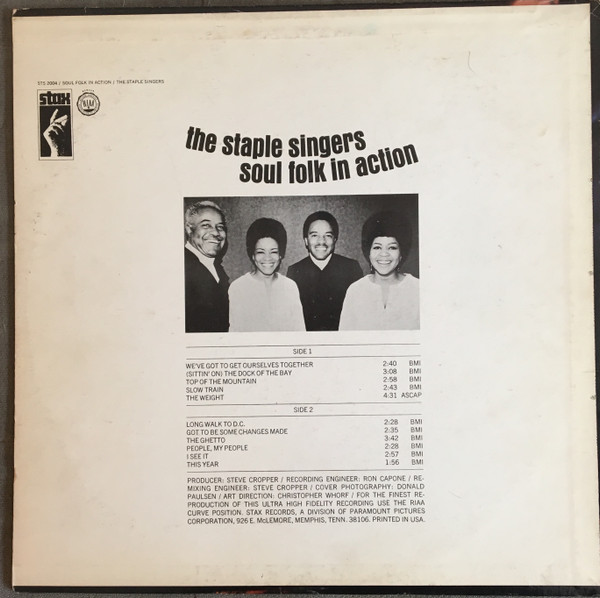 STS 2004 / SOUL FOLK IN ACTION / THE STAPLE SINGERS
stax
RIAA
the staple singers
soul folk in action
SIDE 1
WE'VE GOT TO GET OURSELVES TOGETHER 2:40 BMI
(SITTIN' ON) THE DOCK OF THE BAY 3:08 BMI
TOP OF THE MOUNTAIN 2:58 BMI
SLOW TRAIN 2:43 BMI
THE WEIGHT 4:31 ASCAP
SIDE 2
LONG WALK TO D.C. 2:28 BMI
GOT TO BE SOME CHANGES MADE 2:35 BMI
THE GHETTO 3:42 BMI
PEOPLE, MY PEOPLE 2:28 BMI
I SEE IT 2:57 BMI
THIS YEAR 1:56 BMI
PRODUCER: STEVE CROPPER / RECORDING ENGINEER: RON CAPONE / RE-
MIXING ENGINEER: STEVE CROPPER / COVER PHOTOGRAPHY: DONALD
PAULSEN / ART DIRECTION: CHRISTOPHER WHORF / FOR THE FINEST RE-
PRODUCTION OF THIS ULTRA HIGH FIDELITY RECORDING USE THE RIAA
CURVE POSITION. STAX RECORDS, A DIVISION OF PARAMOUNT PICTURES
CORPORATION, 926 E. McLEMORE, MEMPHIS, TENN. 38106. PRINTED IN USA.